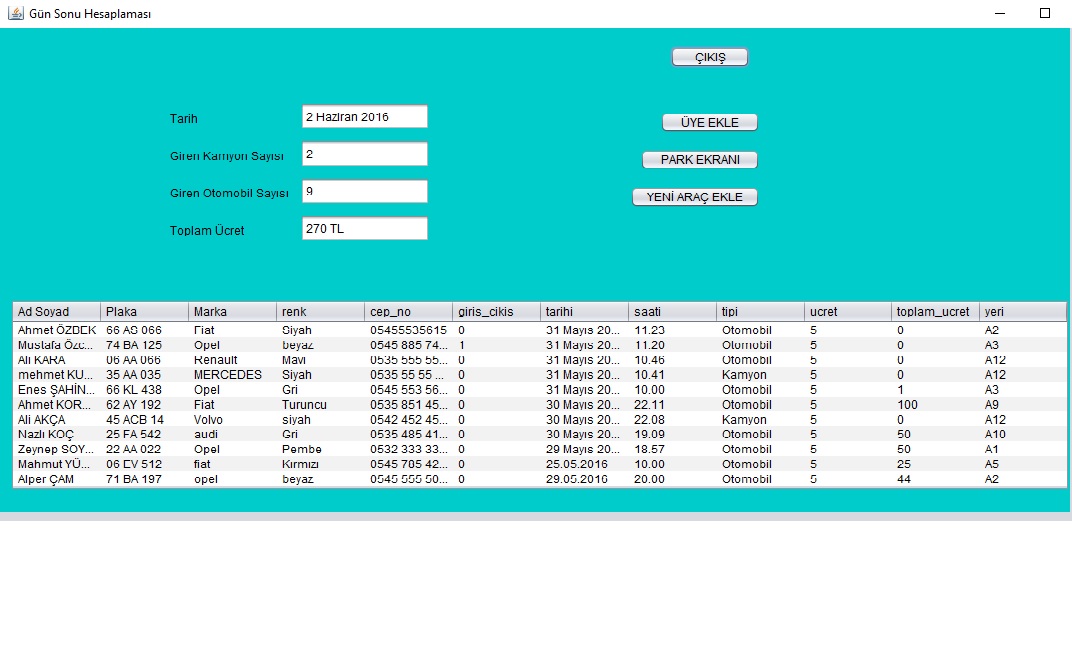 Gün Sonu Hesaplaması
ÇIKIŞ
Tarih 2 Haziran 2016 ÜYE EKLE
Giren Kamyon Sayısı 2 PARK EKRANI
Giren Otomobil Sayısı 9 YENİ ARAÇ EKLE
Toplam Ücret 270 TL
Ad Soyad Plaka Marka renk cep_no giris_cikis tarihi saati tipi ucret toplam_ucret yeri
Ahmet ÖZBEK 66 AS 066 Fiat Siyah 05455535615 0 31 Mayıs 20... 11.23 Otomobil 5 0 A2
Mustafa Özc... 74 BA 125 Opel beyaz 0545 885 74... 1 31 Mayıs 20... 11.20 Otomobil 5 0 A3
Ali KARA 06 AA 066 Renault Mavi 0535 555 55... 0 31 Mayıs 20... 10.46 Otomobil 5 0 A12
mehmet KU... 35 AA 035 MERCEDES Siyah 0535 55 55 ... 0 31 Mayıs 20... 10.41 Kamyon 5 0 A12
Enes ŞAHİN... 66 KL 438 Opel Gri 0545 553 56... 0 31 Mayıs 20... 10.00 Otomobil 5 1 A3
Ahmet KOR... 62 AY 192 Fiat Turuncu 0535 851 45... 0 30 Mayıs 20... 22.11 Otomobil 5 100 A9
Ali AKÇA 45 ACB 14 Volvo siyah 0542 452 45... 0 30 Mayıs 20... 22.08 Kamyon 5 0 A12
Nazlı KOÇ 25 FA 542 audi Gri 0535 485 41... 0 30 Mayıs 20... 19.09 Otomobil 5 50 A10
Zeynep SOY... 22 AA 022 Opel Pembe 0532 333 33... 0 29 Mayıs 20... 18.57 Otomobil 5 50 A1
Mahmut YÜ... 06 EV 512 fiat Kırmızı 0545 785 42... 0 25.05.2016 10.00 Otomobil 5 25 A5
Alper ÇAM 71 BA 197 opel beyaz 0545 555 50... 0 29.05.2016 20.00 Otomobil 5 44 A2